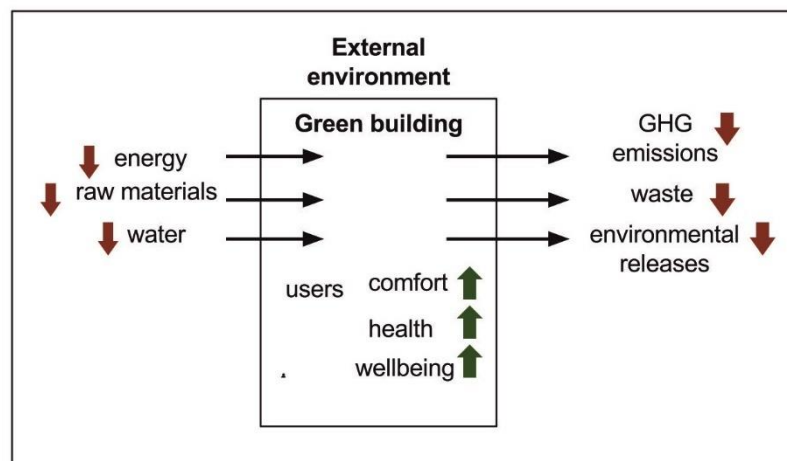 External
environment
Green building
energy
raw materials
water
GHG
emissions
waste
environmental
releases
users
comfort
health
wellbeing